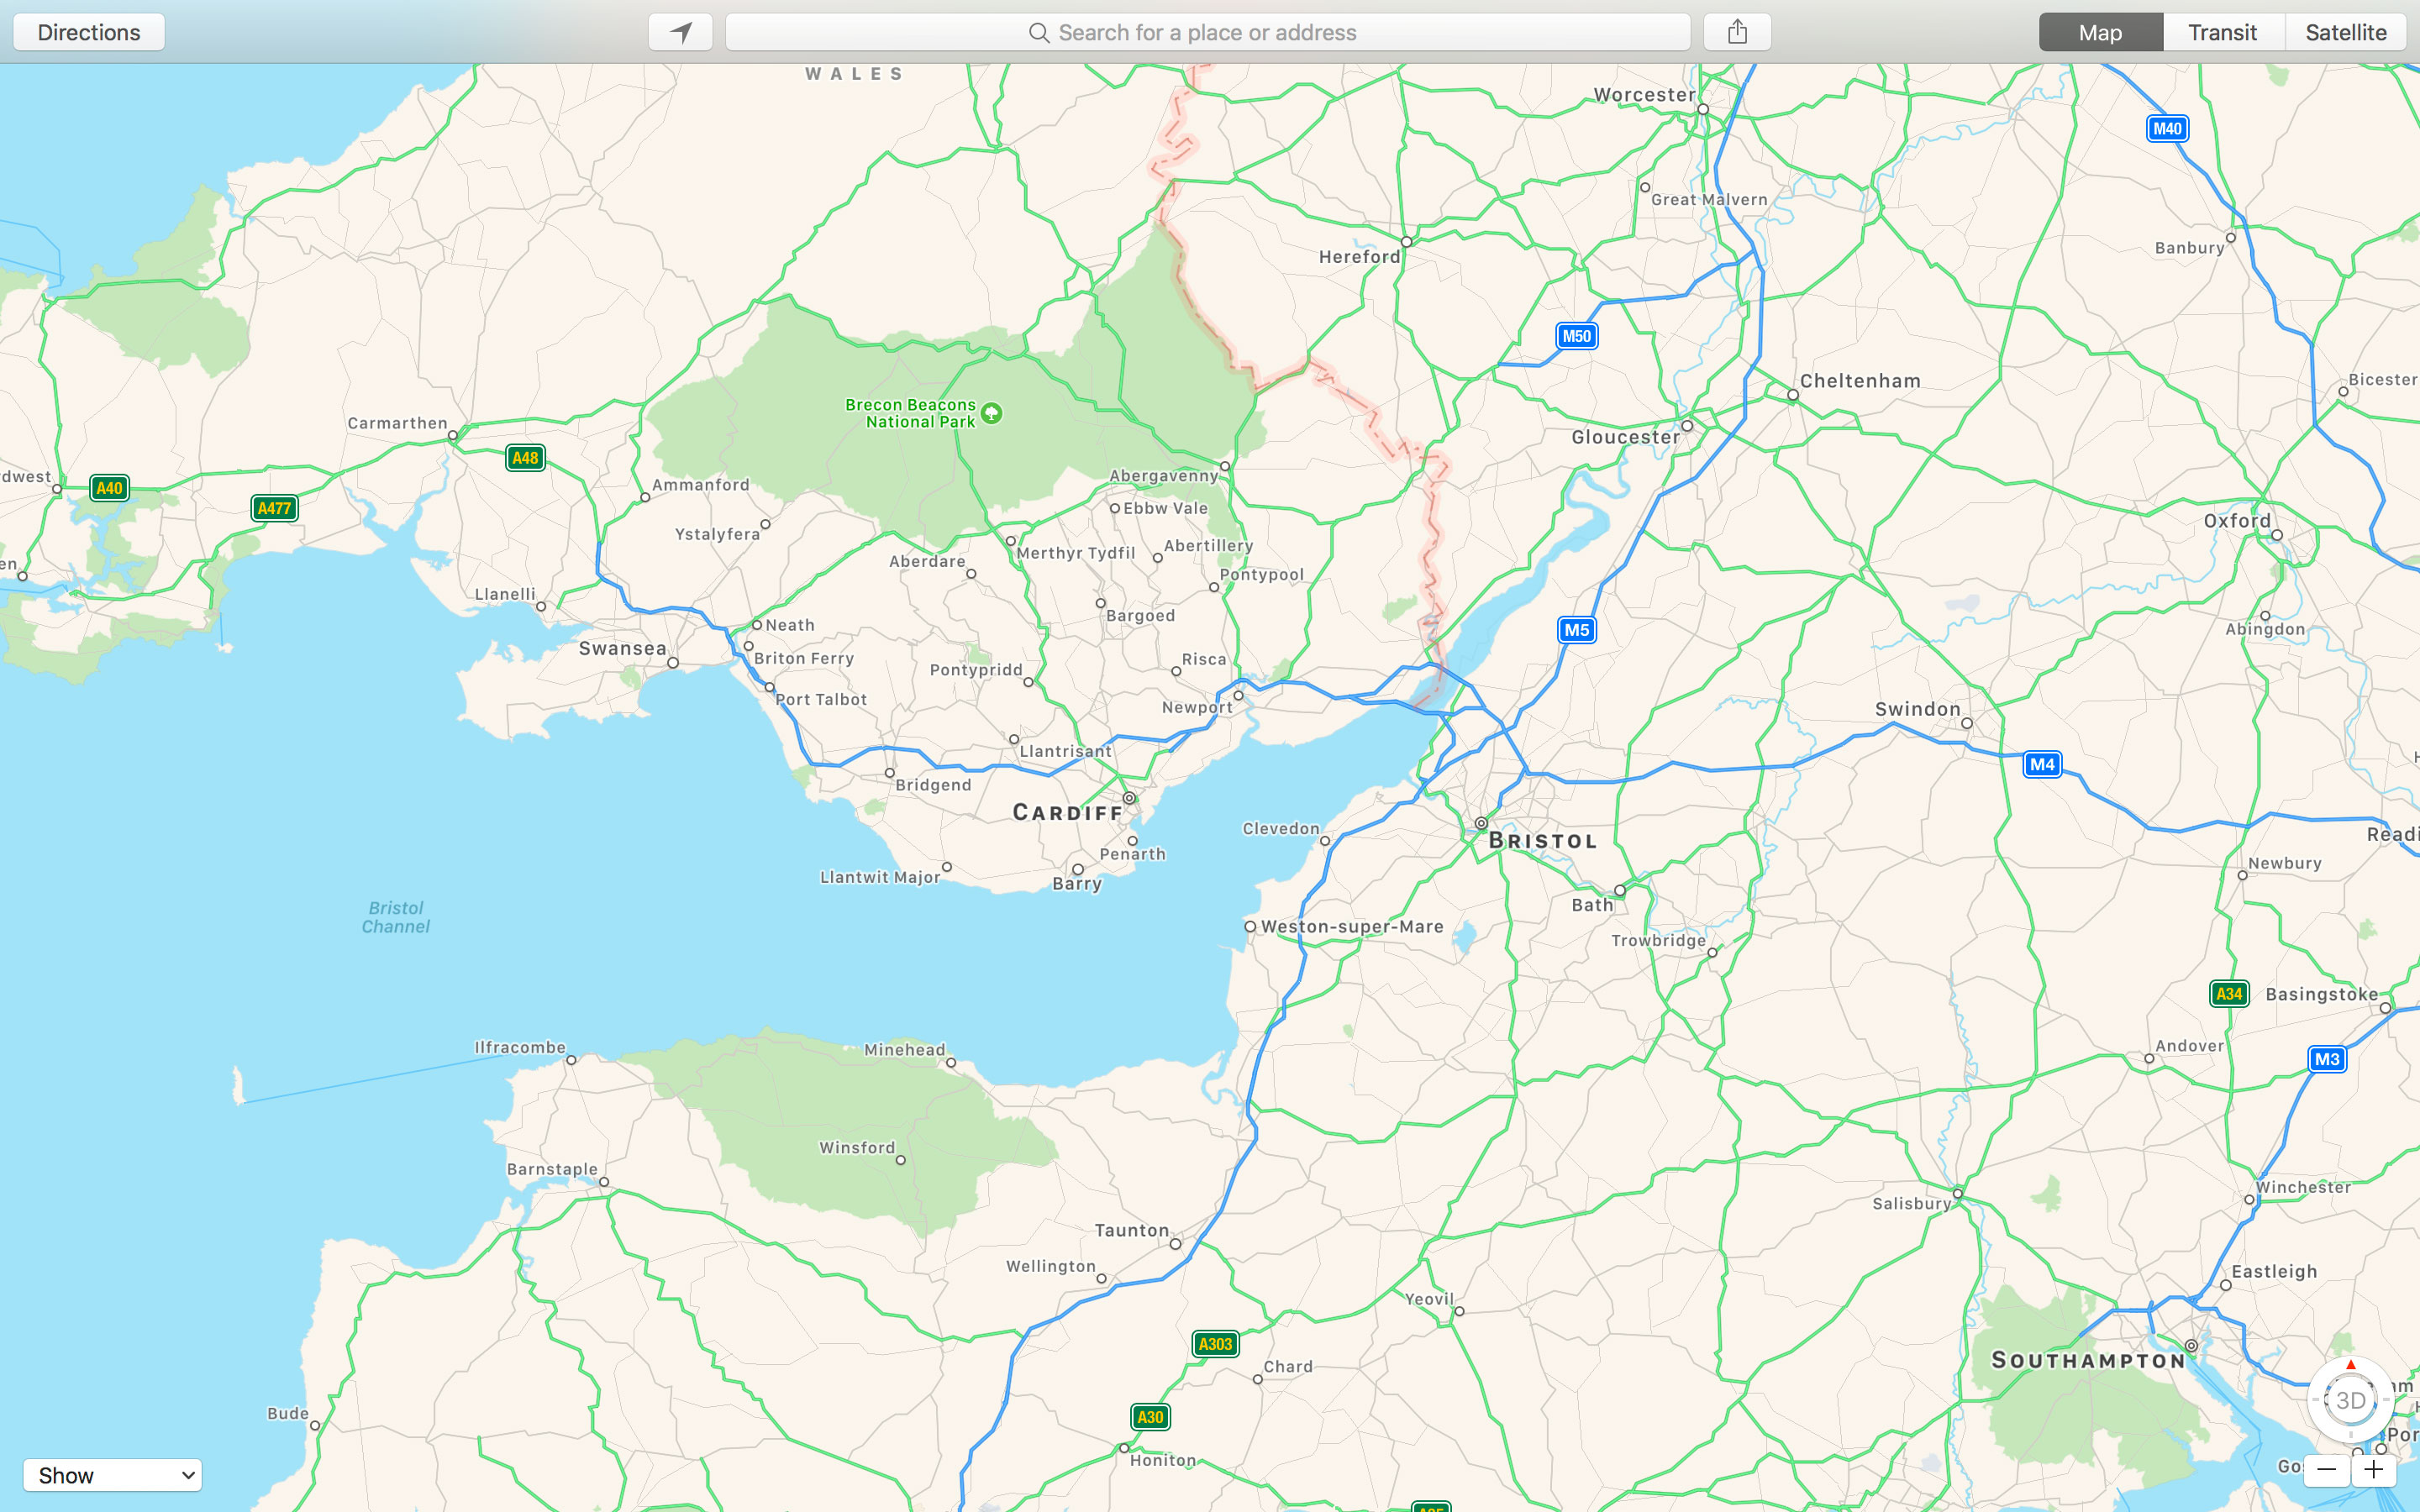 Directions
Search for a place or address
Map
Transit
Satellite
WALES
Worcester
M40
Great Malvern
Banbury
Hereford
M50
Cheltenham
Bicester
Brecon Beacons
National Park
Carmarthen
Gloucester
A48
Abergavenny
dwest
A40
Ammanford
A477
Ebbw Vale
Oxford
Ystalyfera
Abertillery
Merthyr Tydfil
Aberdare
en
Pontypool
Llanelli
Bargoed
Neath
M5
Abingdon
Swansea
Briton Ferry
Risca
Pontypridd
Port Talbot
Newport
Swindon
Llantrisant
M4
Bridgend
CARDIFF
Clevedon
BRISTOL
Readi
Penarth
Newbury
Llantwit Major
Barry
Bath
Bristol
Channel
Weston-super-Mare
Trowbridge
A34
Basingstoke
Ilfracombe
Minehead
Andover
M3
Winsford
Barnstaple
Winchester
Salisbury
Taunton
Wellington
Eastleigh
Yeovil
A303
SOUTHAMPTON
Chard
am
3D
Bude
A30
Por
Honiton
Gos
Show